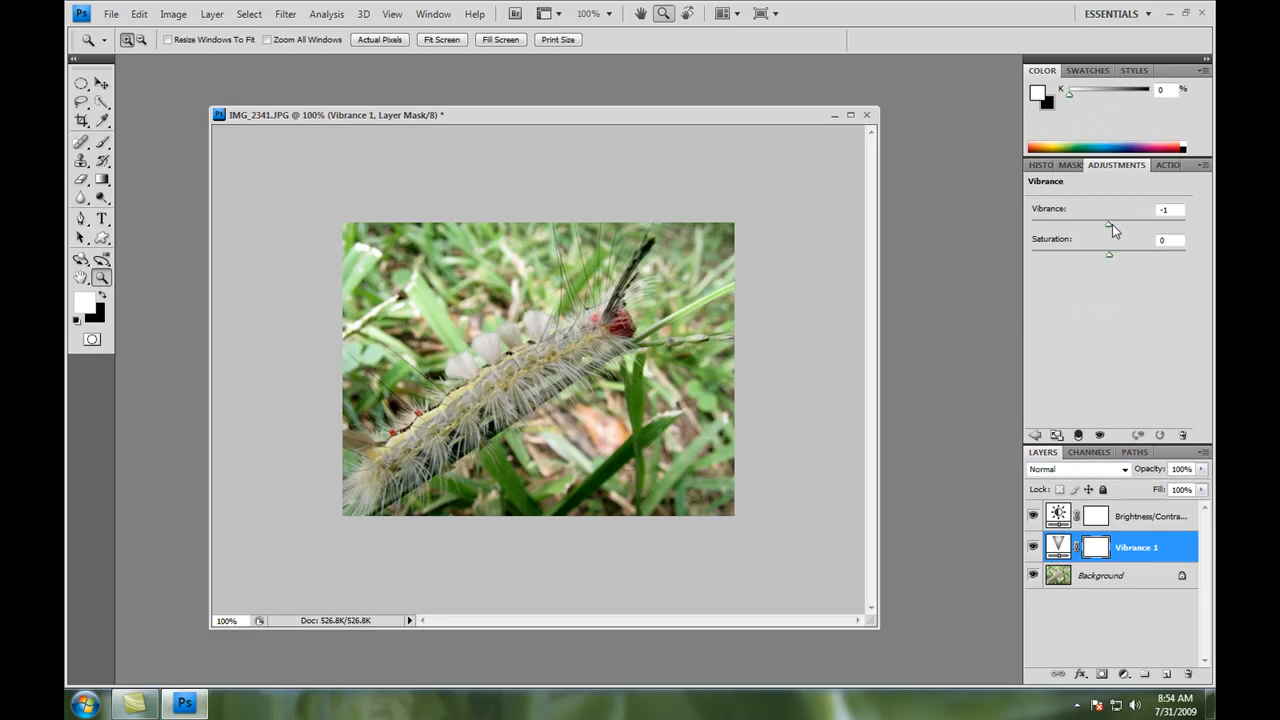 Ps File Edit Image Layer Select Filter Analysis 3D View Window Help Br 100% ESSENTIALS
Resize Windows To Fit Zoom All Windows Actual Pixels Fit Screen Fill Screen Print Size
COLOR SWATCHES STYLES
K 0 %
Ps IMG_2341.JPG @ 100% (Vibrance 1, Layer Mask/8) *
HISTO MASK ADJUSTMENTS ACTIO
Vibrance
Vibrance: -1
Saturation: 0
T
LAYERS CHANNELS PATHS
Normal Opacity: 100%
Lock: Fill: 100%
Brightness/Contra...
Vibrance 1
Background
100% Doc: 526.8K/526.8K
fx
Ps 8:54 AM
7/31/2009